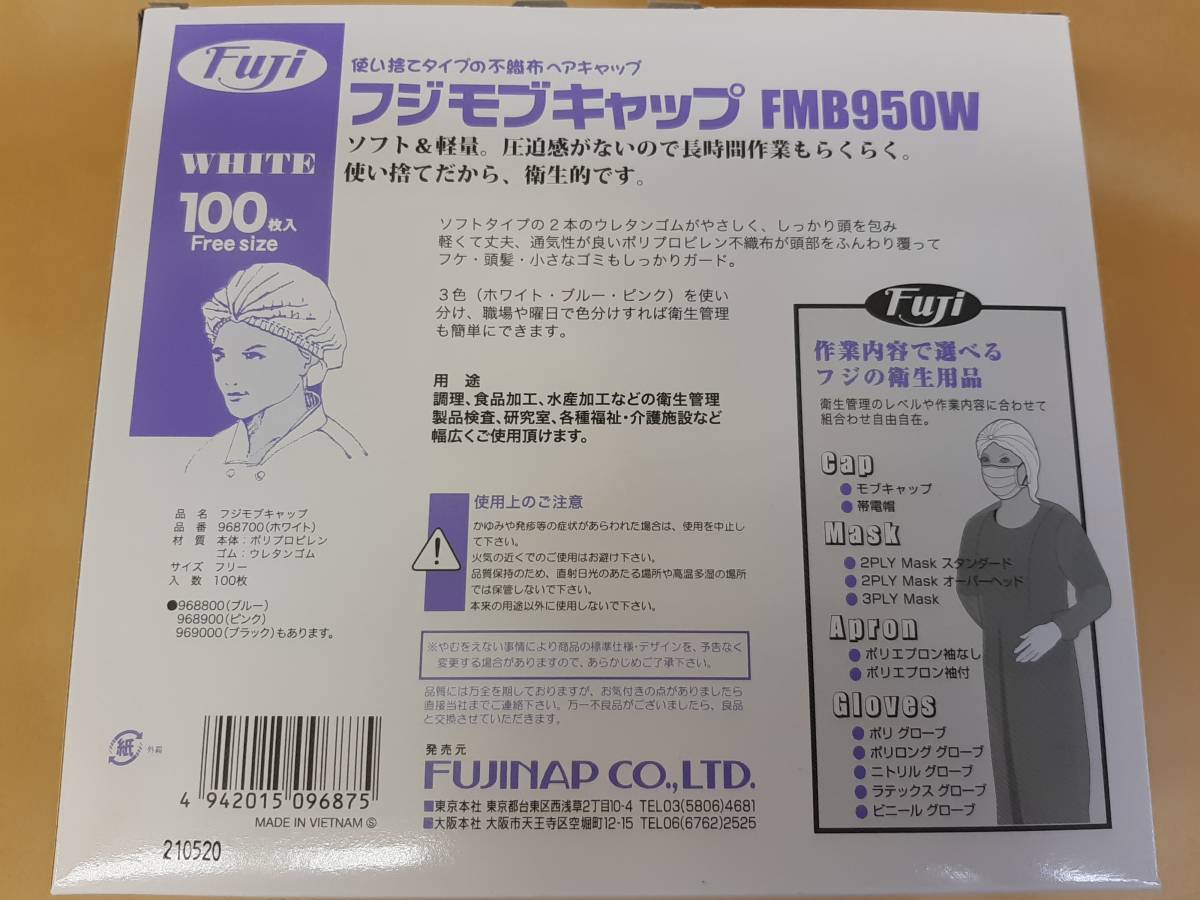 Fuji
使い捨てタイプの不織布ヘアキャップ
フジモブキャップ FMB950W
ソフト&軽量。圧迫感がないので長時間作業もらくらく。
使い捨てだから、衛生的です。
WHITE
100枚入
Free size
ソフトタイプの2本のウレタンゴムがやさしく、しっかり頭を包み
軽くて丈夫、通気性が良いポリプロピレン不織布が頭部をふんわり覆って
フケ・頭髪・小さなゴミもしっかりガード。
3色(ホワイト・ブルー・ピンク)を使い
分け、職場や曜日で色分けすれば衛生管理
も簡単にできます。
用 途
調理、食品加工、水産加工などの衛生管理
製品検査、研究室、各種福祉・介護施設など
幅広くご使用頂けます。
品 名 フジモブキャップ
品 番 968700(ホワイト)
材 質 本体:ポリプロピレン
ゴム:ウレタンゴム
サイズ フリー
入 数 100枚
●968800(ブルー)
968900(ピンク)
969000(ブラック)もあります。
使用上のご注意
かゆみや発疹等の症状があらわれた場合は、使用を中止し
て下さい。
火気の近くでのご使用はお避け下さい。
品質保持のため、直射日光のあたる場所や高温多湿の場所
では保管しないで下さい。
本来の用途以外に使用しないで下さい。
※やむをえない事情により商品の標準仕様・デザインを、予告なく
変更する場合がありますので、あらかじめご了承下さい。
品質には万全を期しておりますが、お気付きの点がありましたら
直接当社までご連絡下さい。万一不良品がございましたら、良品
と交換させていただきます。
発売元
FUJINAP CO.,LTD.
■東京本社 東京都台東区西浅草2丁目10-4 TEL03(5806)4681
■大阪本社 大阪市天王寺区空堀町12-15 TEL06(6762)2525
紙 外箱
4 942015 096875
MADE IN VIETNAM Ⓢ
210520
Fuji
作業内容で選べる
フジの衛生用品
衛生管理のレベルや作業内容に合わせて
組合わせ自由自在。
Cap
●モブキャップ
●帯電帽
Mask
●2PLY Mask スタンダード
●2PLY Mask オーバーヘッド
●3PLY Mask
Apron
●ポリエプロン袖なし
●ポリエプロン袖付
Gloves
●ポリ グローブ
●ポリロング グローブ
●ニトリル グローブ
●ラテックス グローブ
●ビニール グローブ